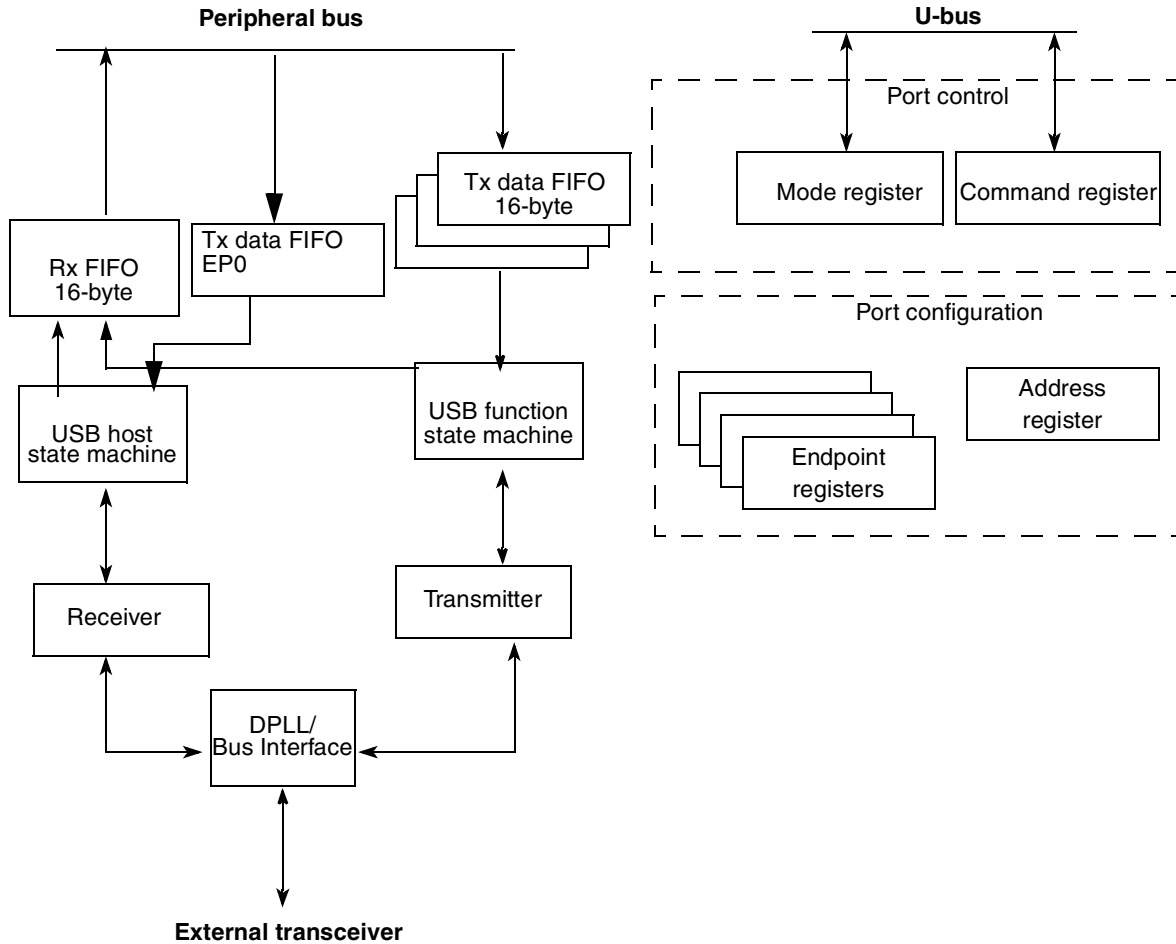 Peripheral bus
U-bus
Port control
Mode register
Command register
Tx data FIFO
16-byte
Tx data FIFO
EP0
Rx FIFO
16-byte
Port configuration
USB host
state machine
USB function
state machine
Address
register
Endpoint
registers
Receiver
Transmitter
DPLL/
Bus Interface
External transceiver